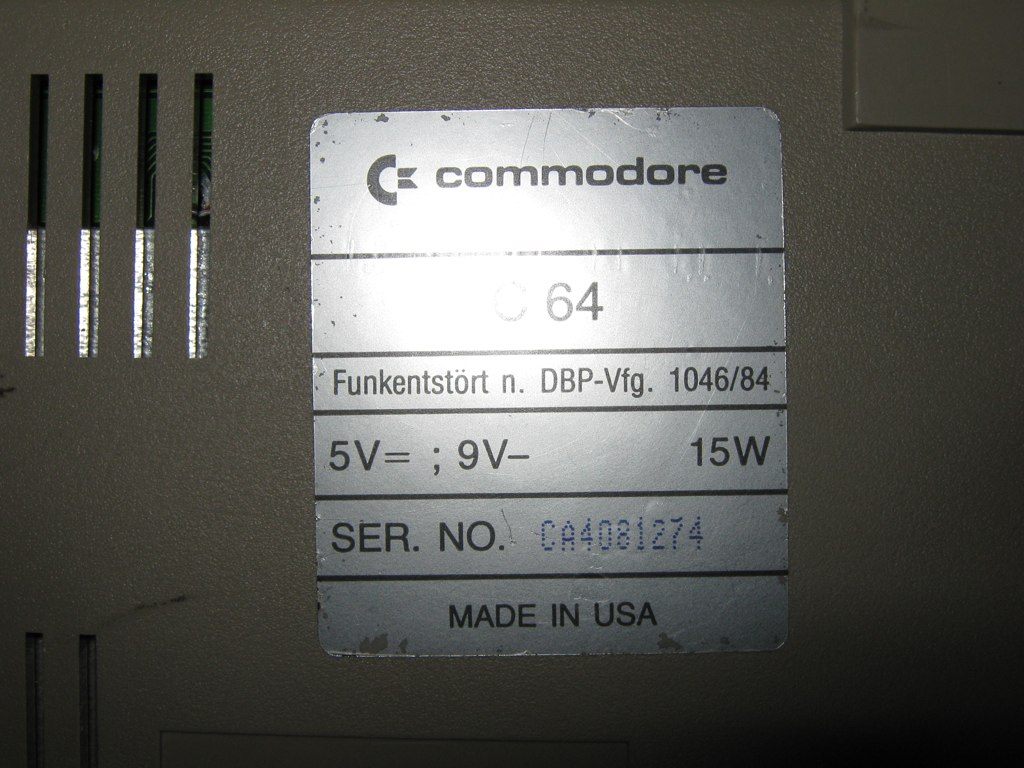 commodore
C 64
Funkentstört n. DBP-Vfg. 1046/84
5V= ; 9V– 15W
SER. NO. CA4081274
MADE IN USA